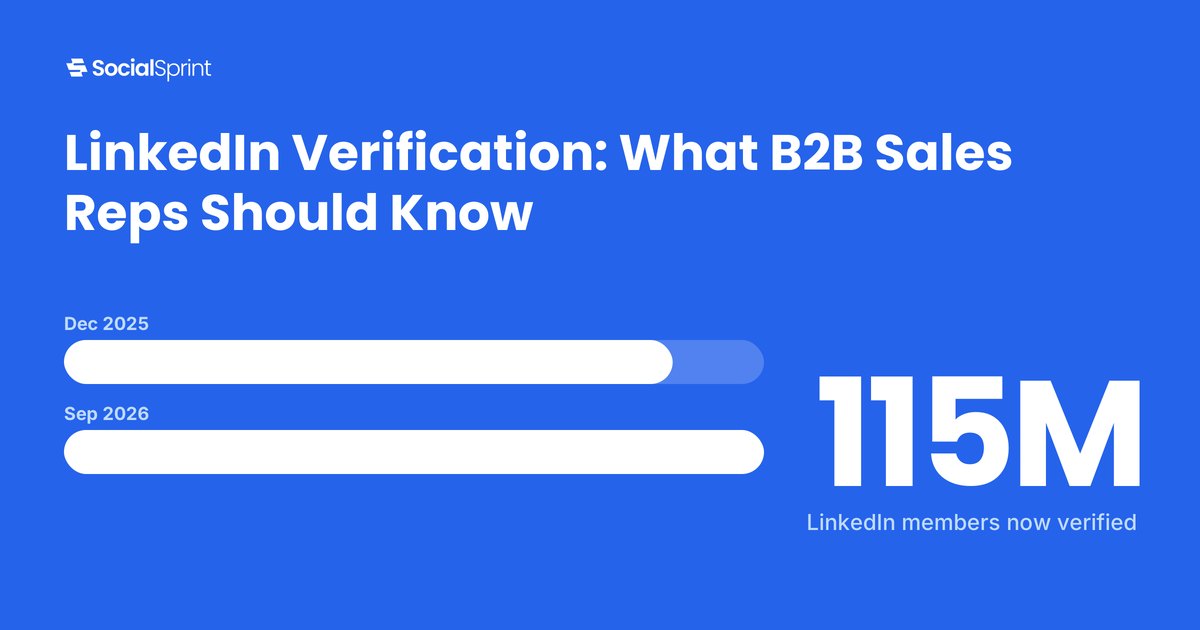 SocialSprint
LinkedIn Verification: What B2B Sales
Reps Should Know
Dec 2025
Sep 2026
115M
LinkedIn members now verified